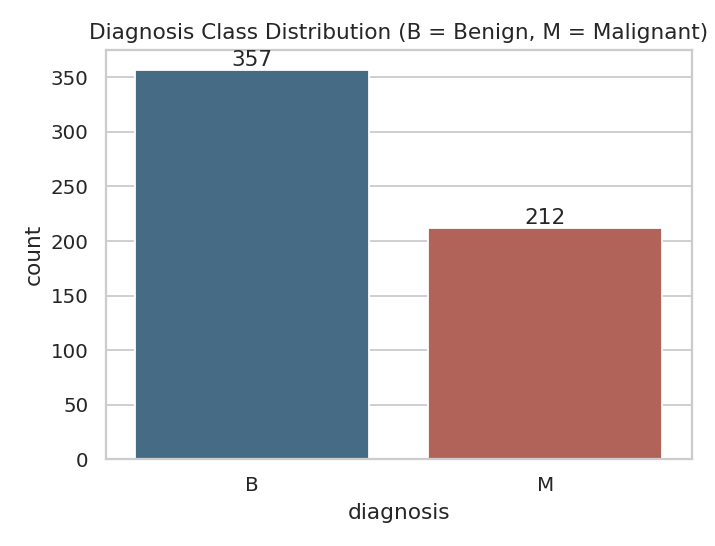 Diagnosis Class Distribution (B = Benign, M = Malignant)
357
350
300
250
212
200
150
100
50
0
count
B
M
diagnosis